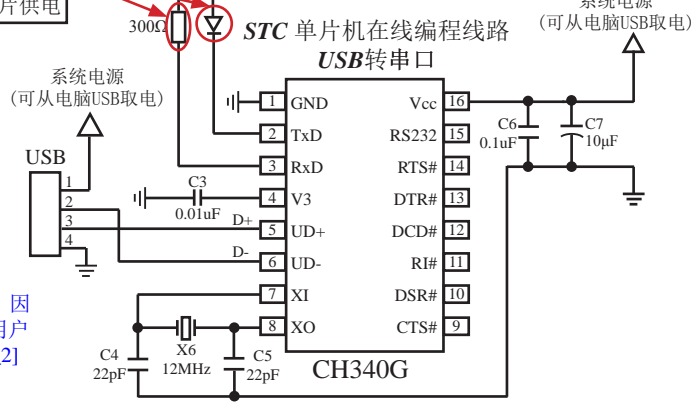 片供电
系统电源
(可从电脑USB取电)
300Ω
STC 单片机在线编程线路
USB转串口
系统电源
(可从电脑USB取电)
USB
1
2
3
4
1 GND
2 TxD
3 RxD
4 V3
5 UD+
6 UD-
7 XI
8 XO
Vcc 16
RS232 15
RTS# 14
DTR# 13
DCD# 12
RI# 11
DSR# 10
CTS# 9
C6
0.1uF
C7
10μF
C3
0.01uF
D+
D-
因
用户
2]
C4
22pF
X6
12MHz
C5
22pF
CH340G